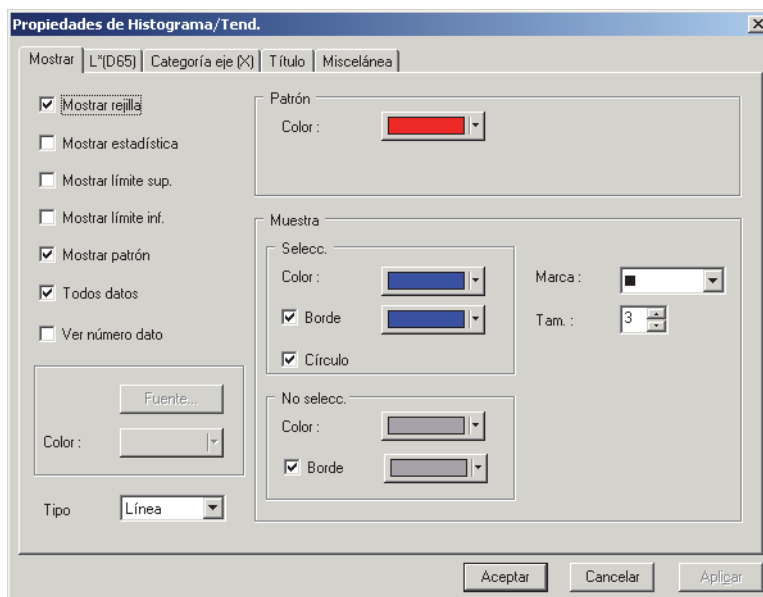 Propiedades de Histograma/Tend.
Mostrar L*(D65) Categoría eje (X) Título Miscelánea
Mostrar rejilla
Mostrar estadística
Mostrar límite sup.
Mostrar límite inf.
Mostrar patrón
Todos datos
Ver número dato
Fuente...
Color :
Tipo Línea
Patrón
Color :
Muestra
Selecc.
Color :
Borde
Círculo
Marca :
Tam. : 3
No selecc.
Color :
Borde
Aceptar Cancelar Aplicar